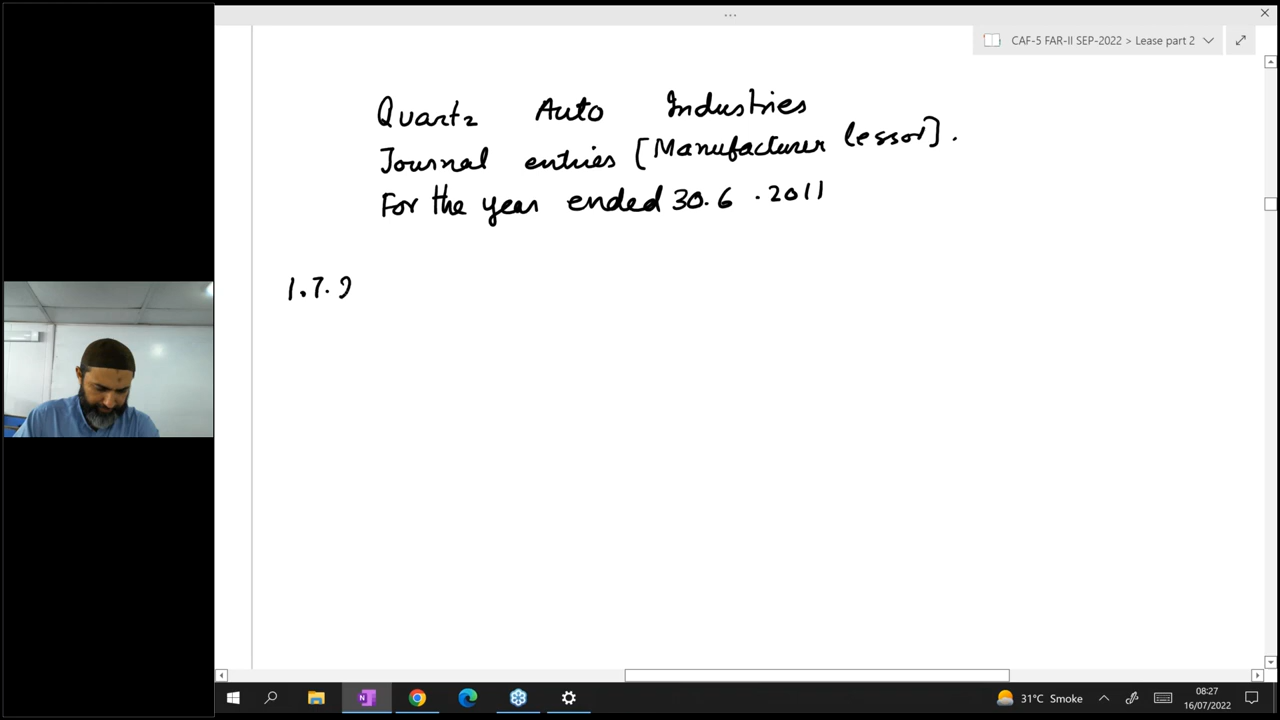 CAF-5 FAR-II SEP-2022 > Lease part 2
Quartz Auto Industries
Journal entries [Manufacturer lessor].
For the year ended 30.6.2011
1.7.2
31°C Smoke
08:27
16/07/2022